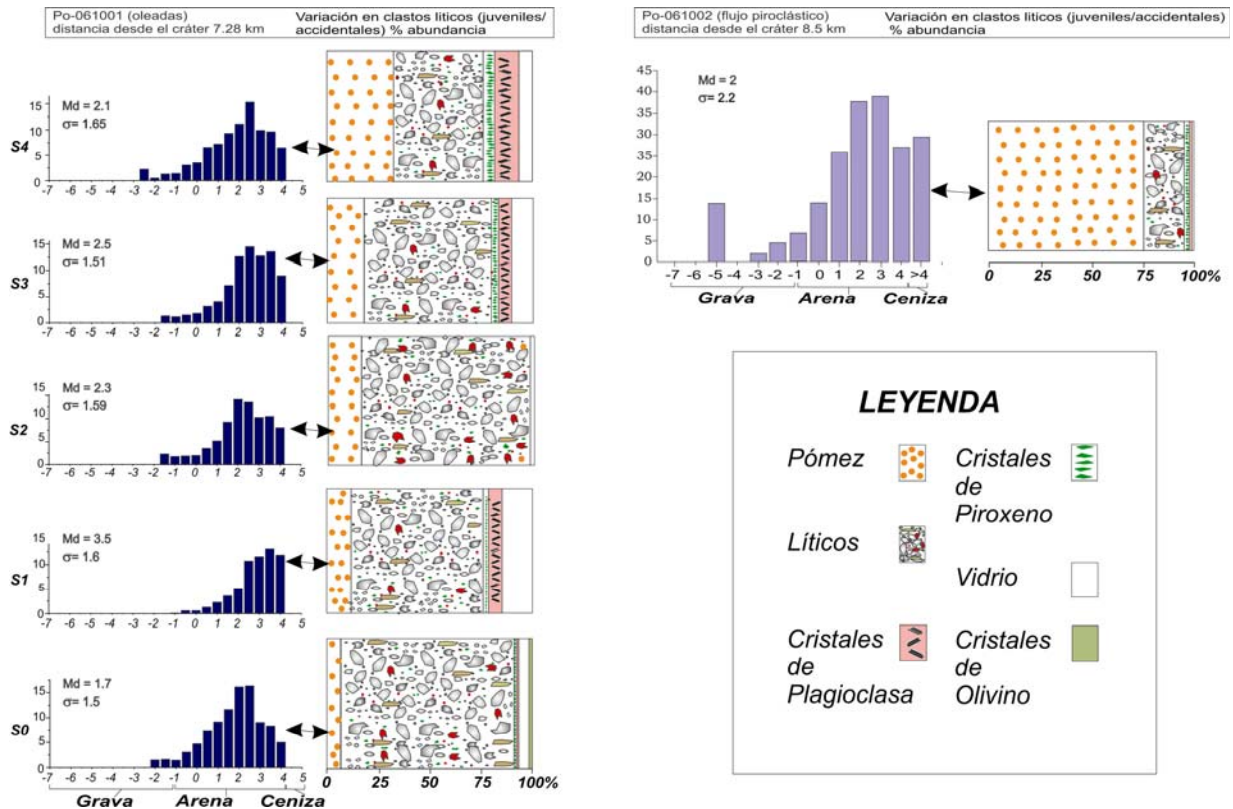 Po-061001 (oleadas)
distancia desde el cráter 7.28 km
Variación en clastos líticos (juveniles/
accidentales) % abundancia
S4
15
10
5
0
Md = 2.1
σ= 1.65
-7 -6 -5 -4 -3 -2 -1 0 1 2 3 4 5
S3
15
10
5
0
Md = 2.5
σ= 1.51
-7 -6 -5 -4 -3 -2 -1 0 1 2 3 4 5
S2
15
10
5
0
Md = 2.3
σ= 1.59
-7 -6 -5 -4 -3 -2 -1 0 1 2 3 4 5
S1
15
10
5
0
Md = 3.5
σ= 1.6
-7 -6 -5 -4 -3 -2 -1 0 1 2 3 4 5
S0
15
10
5
0
Md = 1.7
σ= 1.5
-7 -6 -5 -4 -3 -2 -1 0 1 2 3 4 5
Grava Arena Ceniza
0 25 50 75 100%
Po-061002 (flujo piroclástico)
distancia desde el cráter 8.5 km
Variación en clastos líticos (juveniles/accidentales)
% abundancia
45
40
35
30
25
20
15
10
5
0
Md = 2
σ= 2.2
-7 -6 -5 -4 -3 -2 -1 0 1 2 3 4 >4
Grava Arena Ceniza
0 25 50 75 100%
LEYENDA
Pómez
Cristales
de
Piroxeno
Líticos
Vidrio
Cristales
de
Plagioclasa
Cristales
de
Olivino